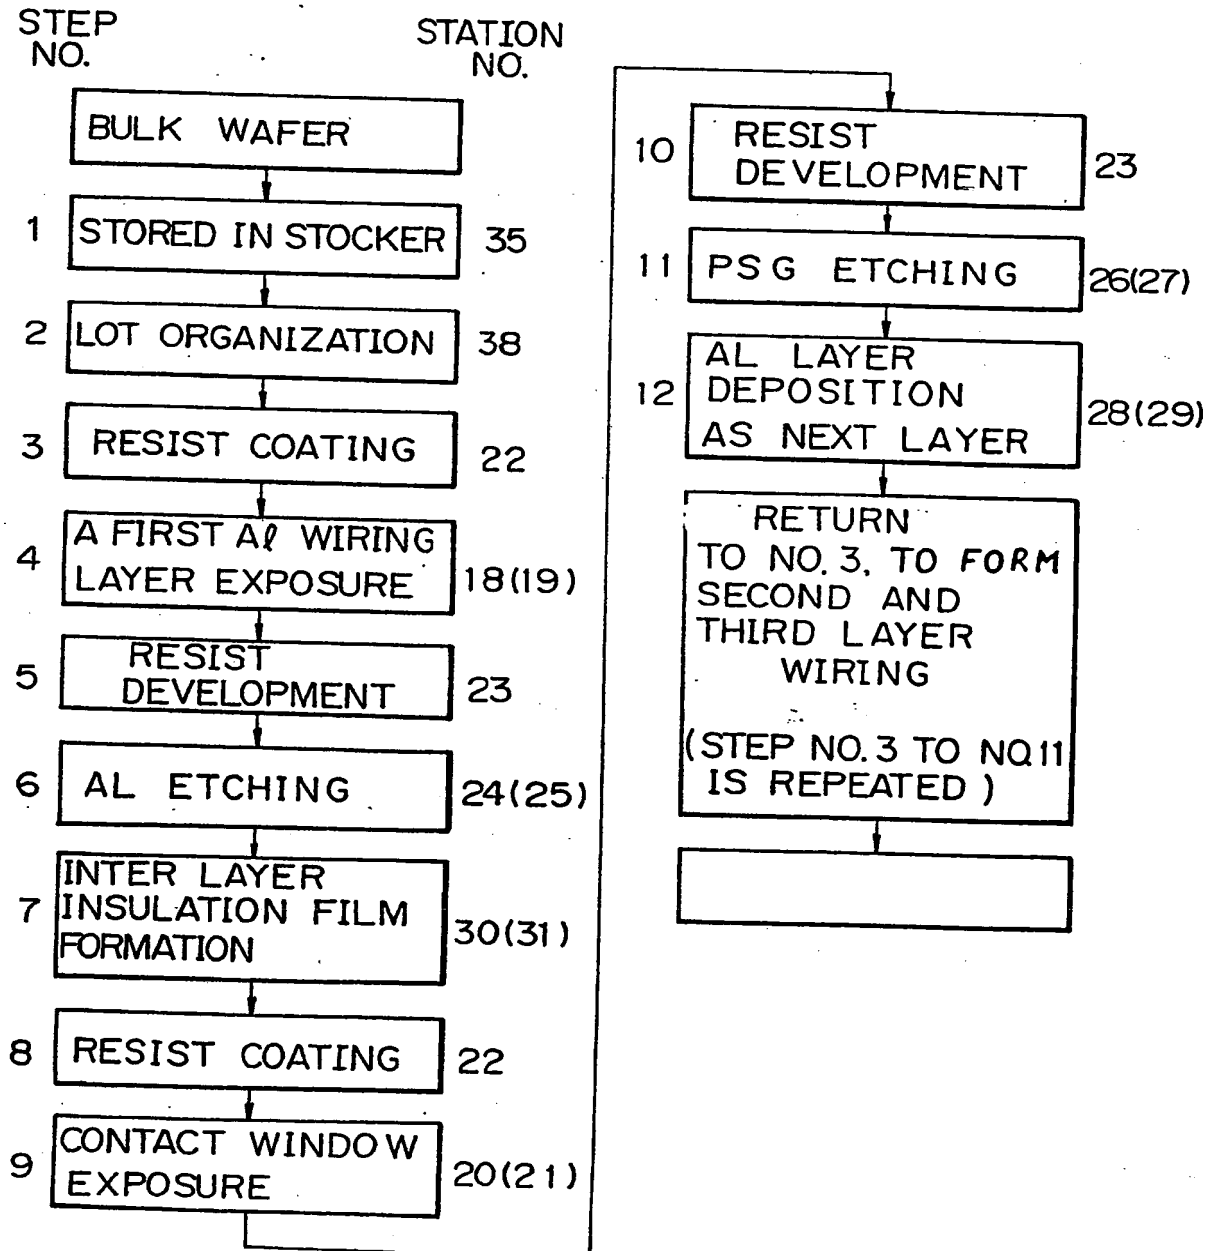 STEP NO.
STATION NO.
BULK WAFER
1 STORED IN STOCKER 35
2 LOT ORGANIZATION 38
3 RESIST COATING 22
4 A FIRST Aℓ WIRING
LAYER EXPOSURE 18(19)
5 RESIST
DEVELOPMENT 23
6 AL ETCHING 24(25)
7 INTER LAYER
INSULATION FILM
FORMATION 30(31)
8 RESIST COATING 22
9 CONTACT WINDOW
EXPOSURE 20(21)
10 RESIST
DEVELOPMENT 23
11 PSG ETCHING 26(27)
12 AL LAYER
DEPOSITION
AS NEXT LAYER 28(29)
RETURN
TO NO.3, TO FORM
SECOND AND
THIRD LAYER
WIRING
(STEP NO.3 TO NO.11
IS REPEATED)